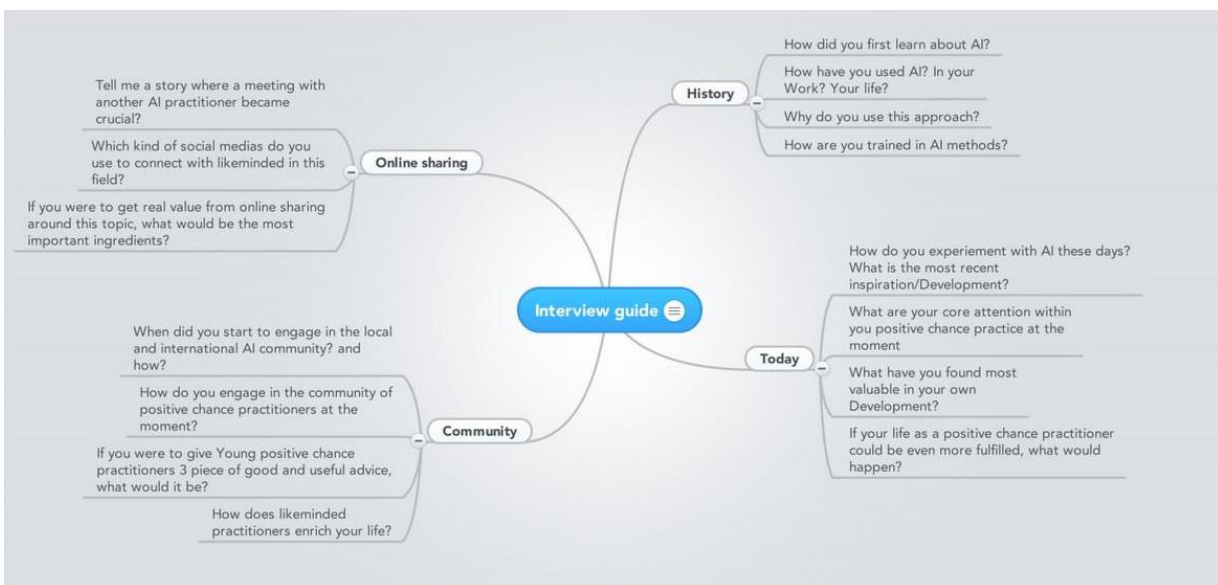 Interview guide
History
How did you first learn about AI?
How have you used AI? In your
Work? Your life?
Why do you use this approach?
How are you trained in AI methods?
Today
How do you experiement with AI these days?
What is the most recent
inspiration/Development?
What are your core attention within
you positive chance practice at the
moment
What have you found most
valuable in your own
Development?
If your life as a positive chance practitioner
could be even more fulfilled, what would
happen?
Online sharing
Tell me a story where a meeting with
another AI practitioner became
crucial?
Which kind of social medias do you
use to connect with likeminded in this
field?
If you were to get real value from online sharing
around this topic, what would be the most
important ingredients?
Community
When did you start to engage in the local
and international AI community? and
how?
How do you engage in the community of
positive chance practitioners at the
moment?
If you were to give Young positive chance
practitioners 3 piece of good and useful advice,
what would it be?
How does likeminded
practitioners enrich your life?